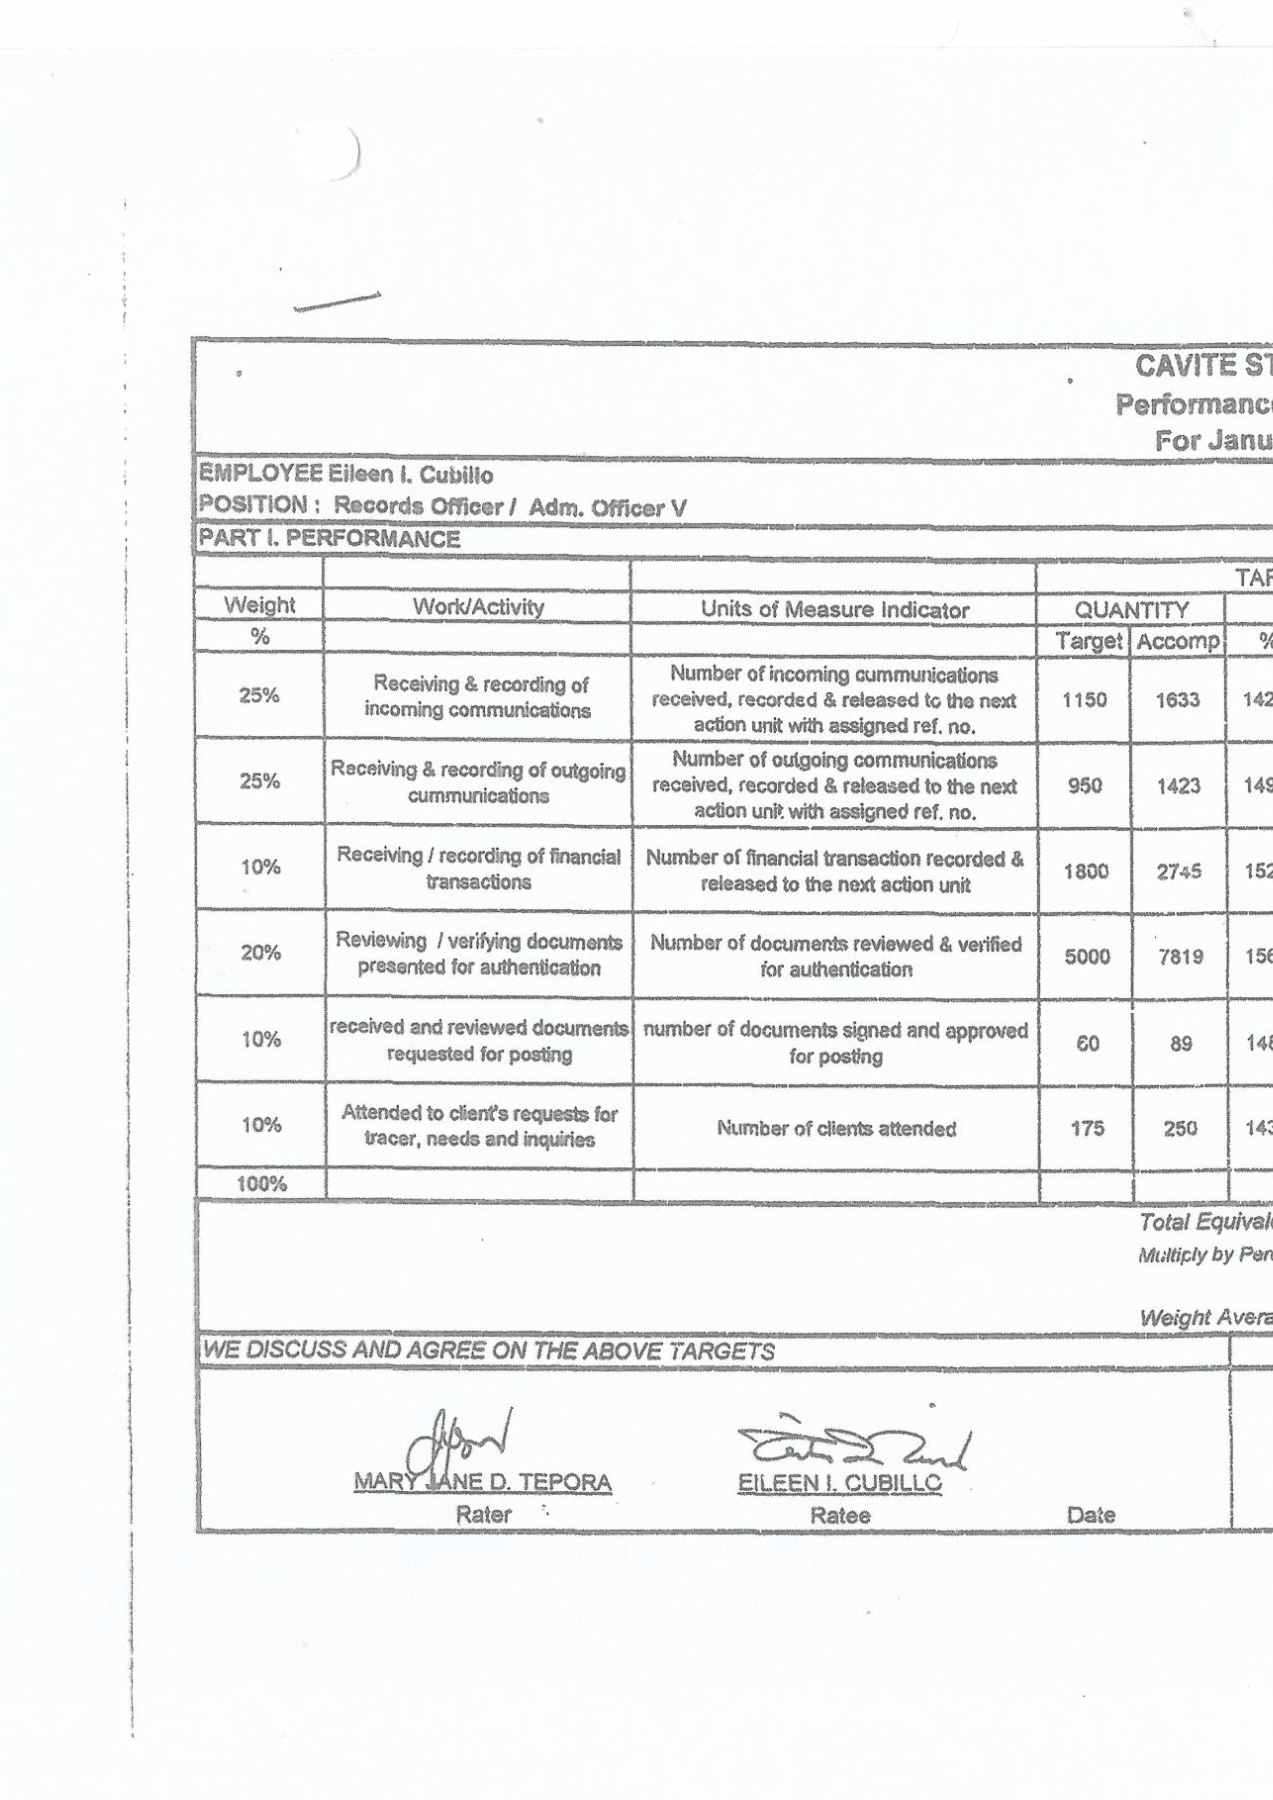 CAVITE ST
Performanc
For Janu
EMPLOYEE Eileen I. Cubillo
POSITION : Records Officer / Adm. Officer V
PART I. PERFORMANCE
TAR
Weight Work/Activity Units of Measure Indicator QUANTITY
% Target Accomp %
25% Receiving & recording of incoming communications Number of incoming cummunications received, recorded & released to the next action unit with assigned ref. no. 1150 1633 142
25% Receiving & recording of outgoing cummunications Number of outgoing communications received, recorded & released to the next action unit with assigned ref. no. 950 1423 149
10% Receiving / recording of financial transactions Number of financial transaction recorded & released to the next action unit 1800 2745 152
20% Reviewing / verifying documents presented for authentication Number of documents reviewed & verified for authentication 5000 7819 156
10% received and reviewed documents requested for posting number of documents signed and approved for posting 60 89 148
10% Attended to client's requests for tracer, needs and inquiries Number of clients attended 175 250 143
100%
Total Equival
Multiply by Per
Weight Avera
WE DISCUSS AND AGREE ON THE ABOVE TARGETS
MARY JANE D. TEPORA EILEEN I. CUBILLO
Rater Ratee Date